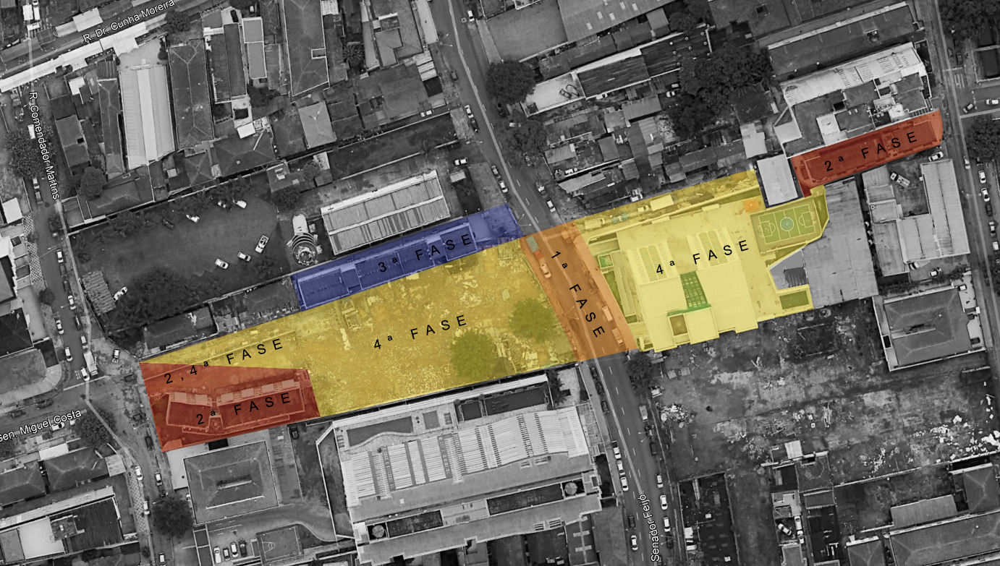 R. Dr. Cunha Moreira
R. Comendador Martins
2ª FASE
3ª FASE
1ª FASE
4ª FASE
4ª FASE
2,4ª FASE
2ª FASE
Gen. Miguel Costa
Senador Feijó